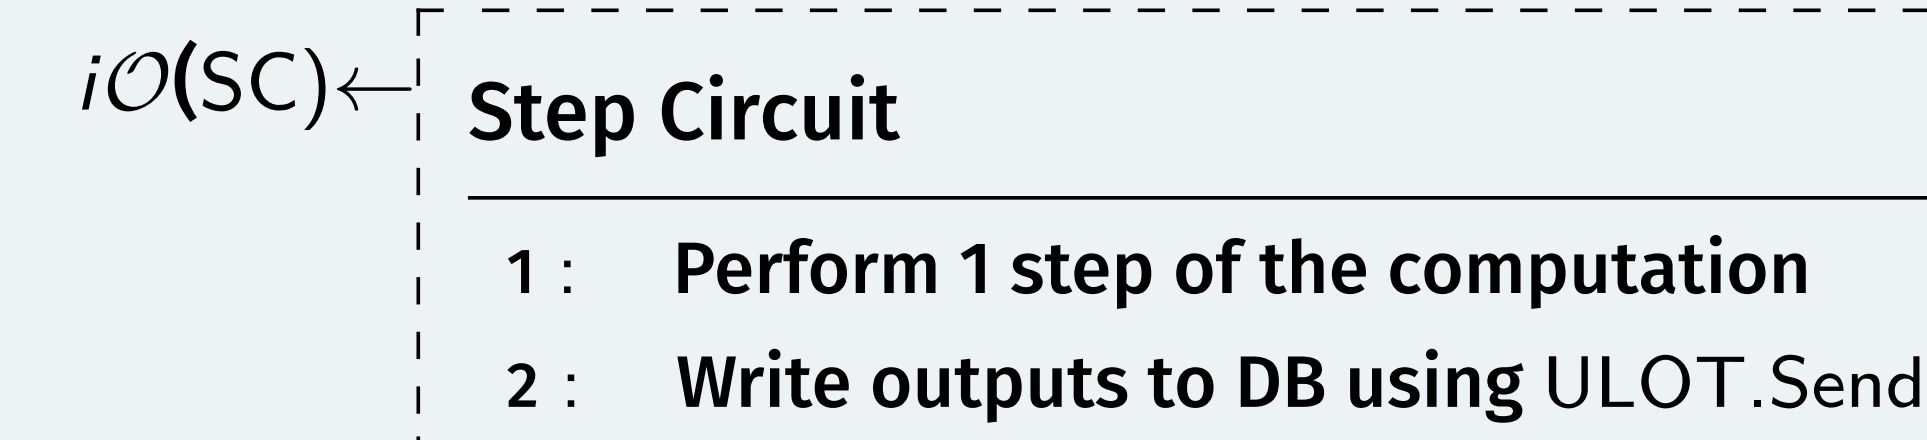 i𝒪(SC)←
Step Circuit
1 : Perform 1 step of the computation
2 : Write outputs to DB using ULOT.Send